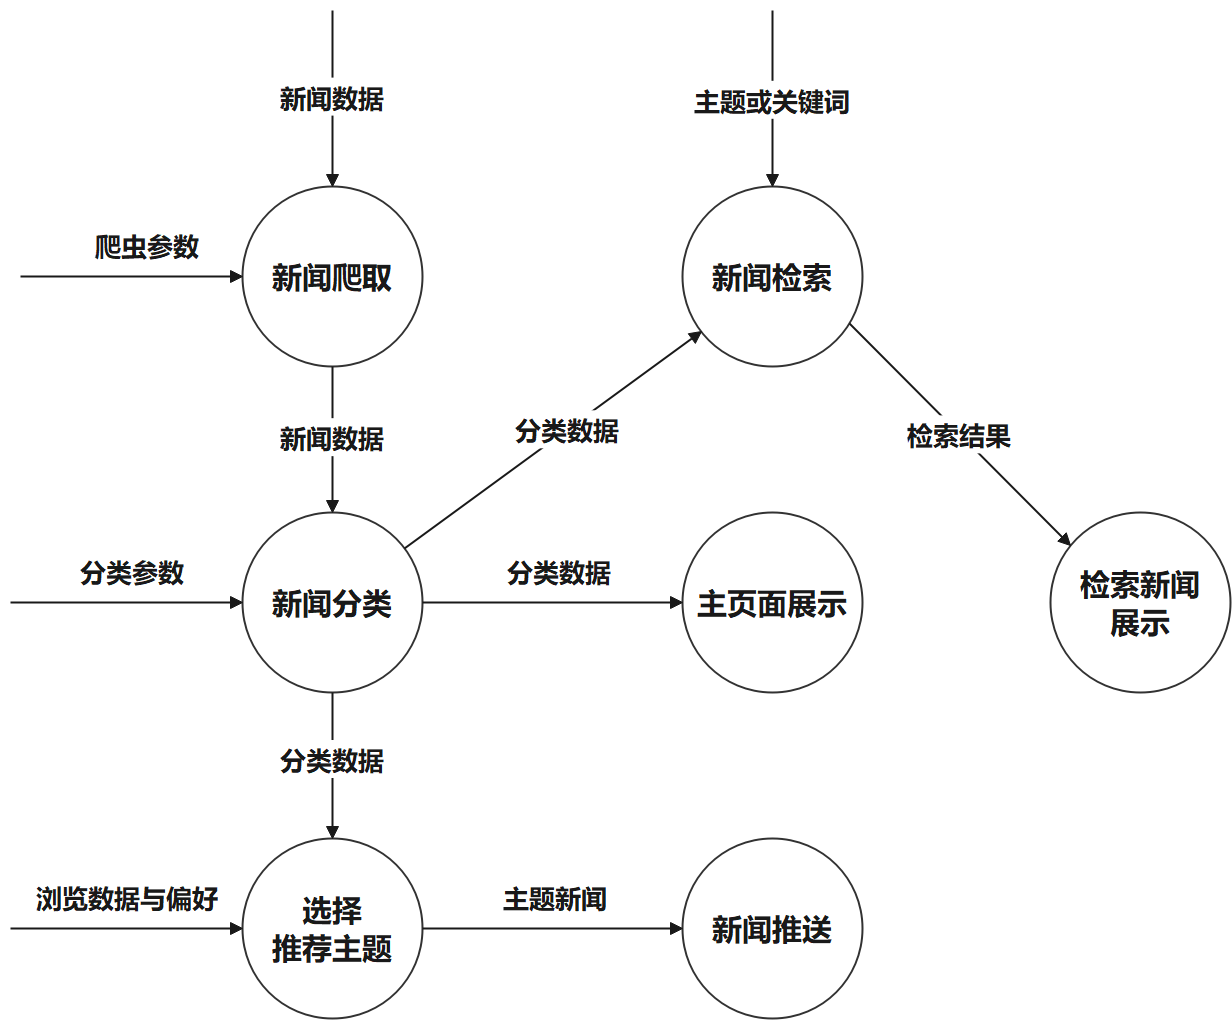 新闻数据
主题或关键词
爬虫参数
新闻爬取
新闻检索
新闻数据
分类数据
检索结果
分类参数
新闻分类
分类数据
主页面展示
检索新闻
展示
分类数据
浏览数据与偏好
选择
推荐主题
主题新闻
新闻推送